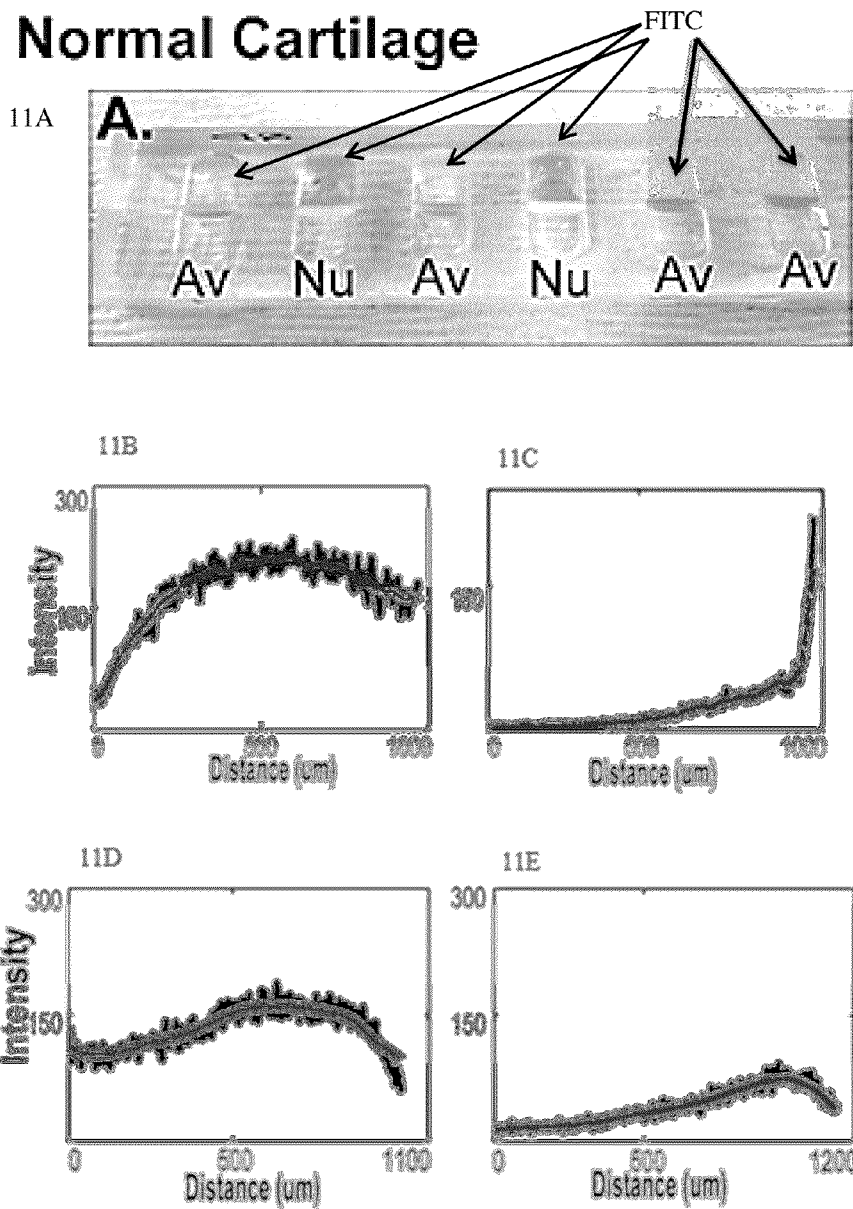 Normal Cartilage
FITC
11A
A.
Av Nu Av Nu Av Av
11B
300
Intensity
0
1000
Distance (um)
11C
0
1000
Distance (um)
11D
300
Intensity
150
0
500
1100
Distance (um)
11E
300
150
0
500
1200
Distance (um)